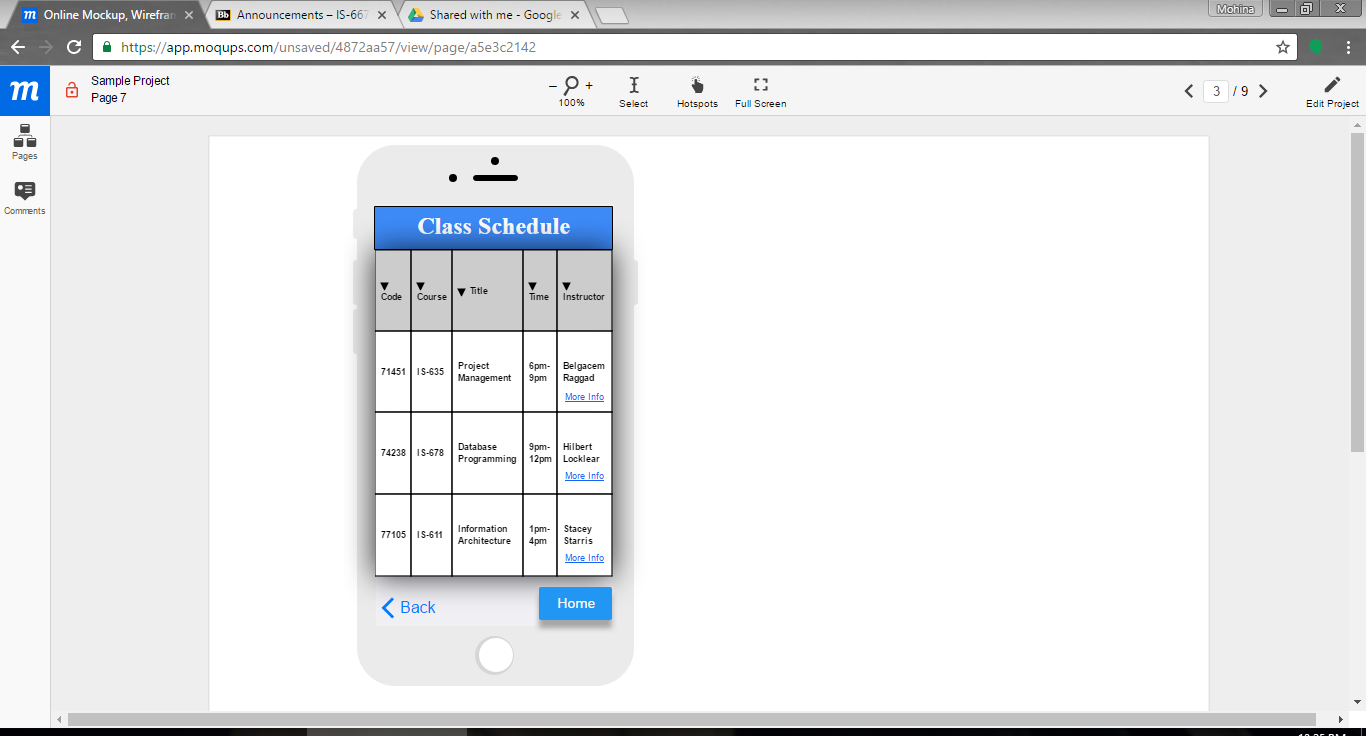 Online Mockup, Wirefran
Announcements – IS-667
Shared with me - Google
Mohina
https://app.moqups.com/unsaved/4872aa57/view/page/a5e3c2142
m
Sample Project
Page 7
– +
100%
Select
Hotspots
Full Screen
3 / 9
Edit Project
Pages
Comments
Class Schedule
▼ Code ▼ Course ▼ Title ▼ Time ▼ Instructor
71451 IS-635 Project Management 6pm-9pm Belgacem Raggad
More Info
74238 IS-678 Database Programming 9pm-12pm Hilbert Locklear
More Info
77105 IS-611 Information Architecture 1pm-4pm Stacey Starris
More Info
Back
Home